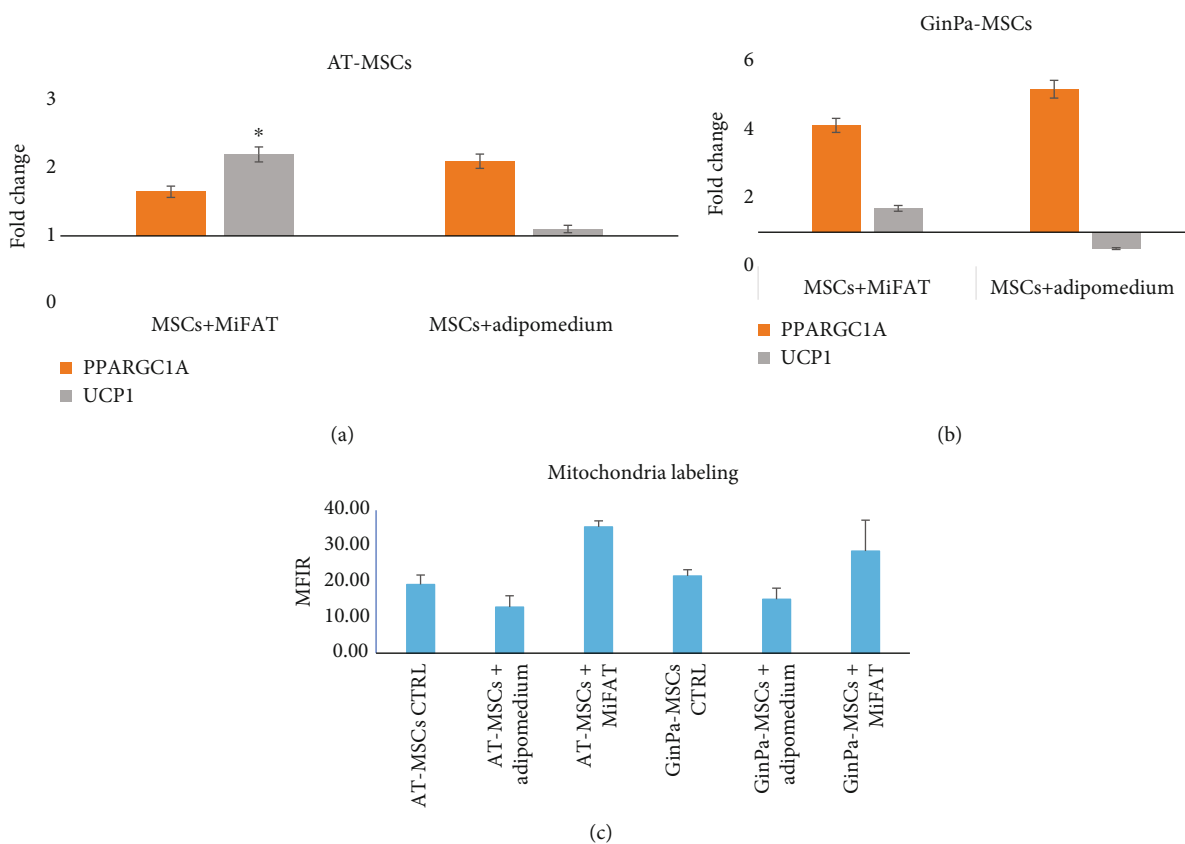 AT-MSCs
3
2
1
0
Fold change
*
MSCs+MiFAT
MSCs+adipomedium
PPARGC1A
UCP1
(a)
GinPa-MSCs
6
4
2
0
Fold change
MSCs+MiFAT
MSCs+adipomedium
PPARGC1A
UCP1
(b)
Mitochondria labeling
40.00
30.00
20.00
10.00
0.00
MFIR
AT-MSCs CTRL
AT-MSCs +
adipomedium
AT-MSCs +
MiFAT
GinPa-MSCs
CTRL
GinPa-MSCs +
adipomedium
GinPa-MSCs +
MiFAT
(c)